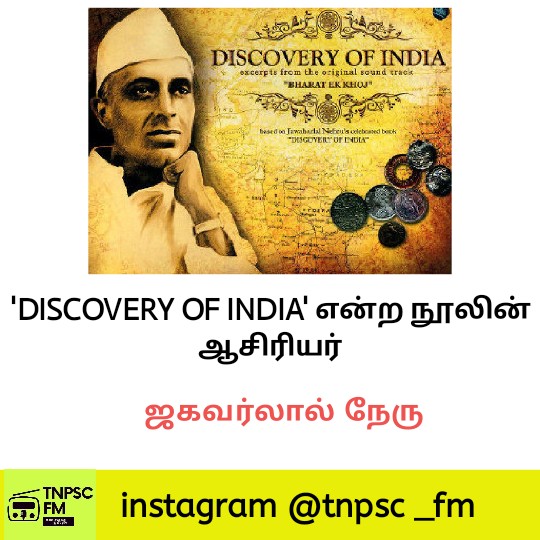 DISCOVERY OF INDIA
excerpts from the original sound track
"BHARAT EK KHOJ"
based on Jawaharlal Nehru's celebrated book
"DISCOVERY OF INDIA"
'DISCOVERY OF INDIA' என்ற நூலின்
ஆசிரியர்
ஜகவர்லால் நேரு
TNPSC
FM
instagram @tnpsc _fm